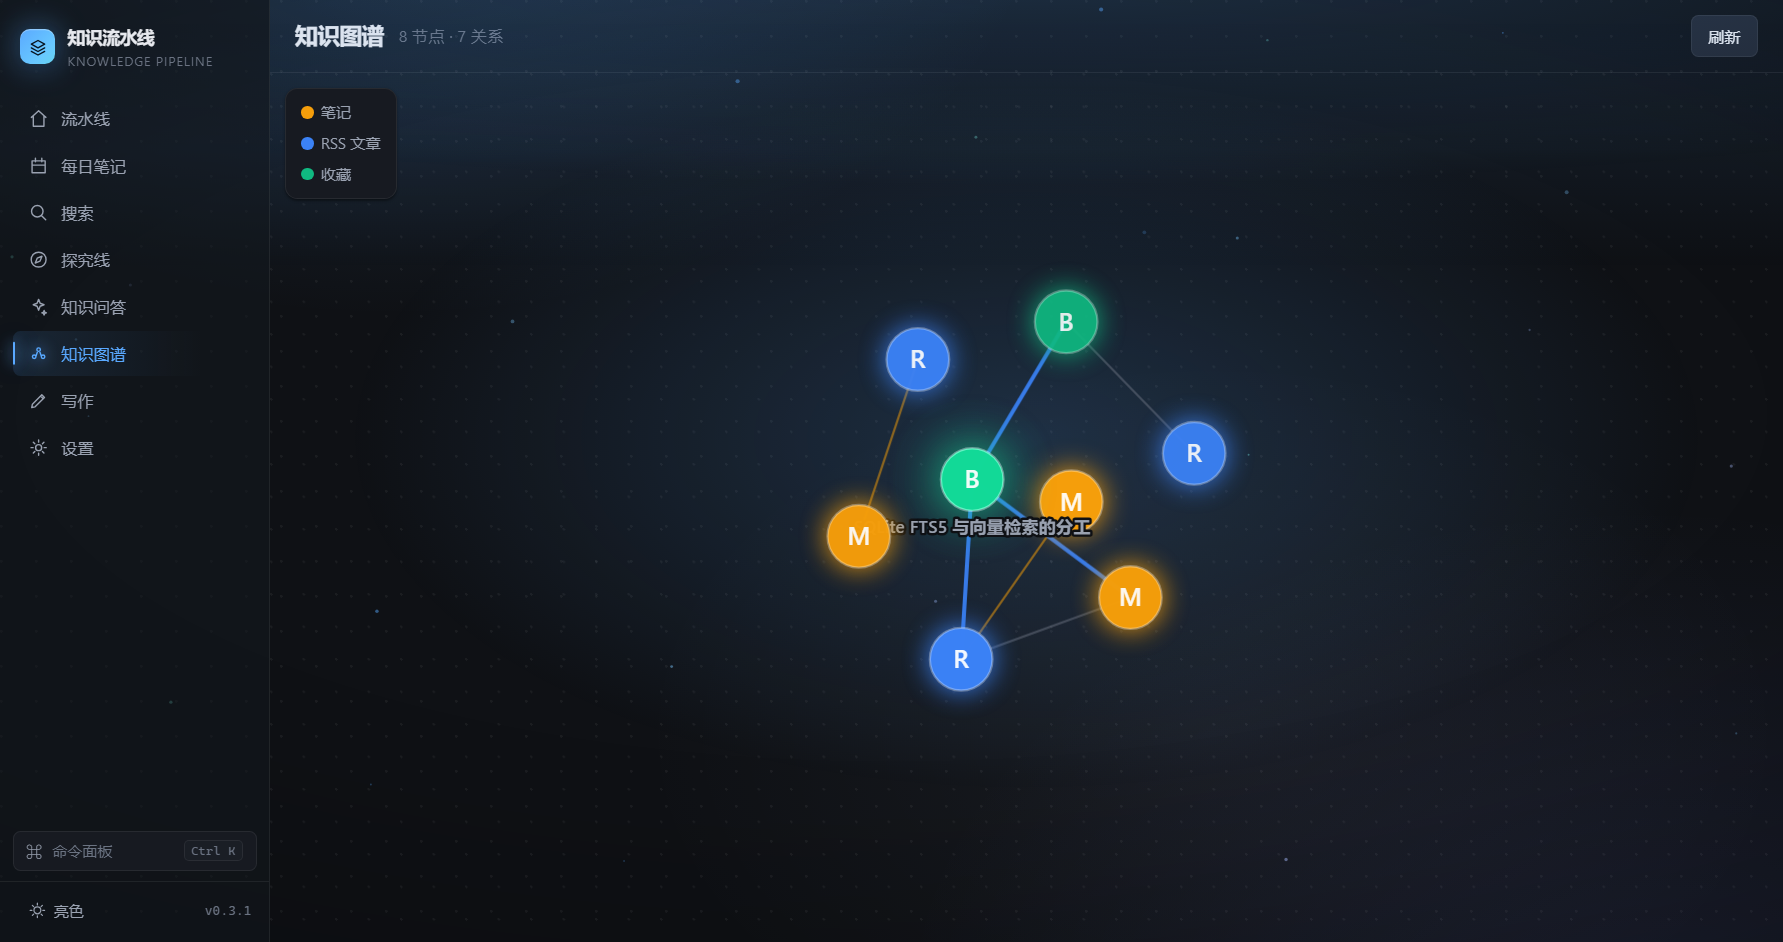 知识流水线
KNOWLEDGE PIPELINE
流水线
每日笔记
搜索
探究线
知识问答
知识图谱
写作
设置
命令面板 Ctrl K
亮色 v0.3.1
知识图谱 8 节点 · 7 关系
刷新
笔记
RSS 文章
收藏
B
R
R
B
M
M
ite FTS5 与向量检索的分工
M
R